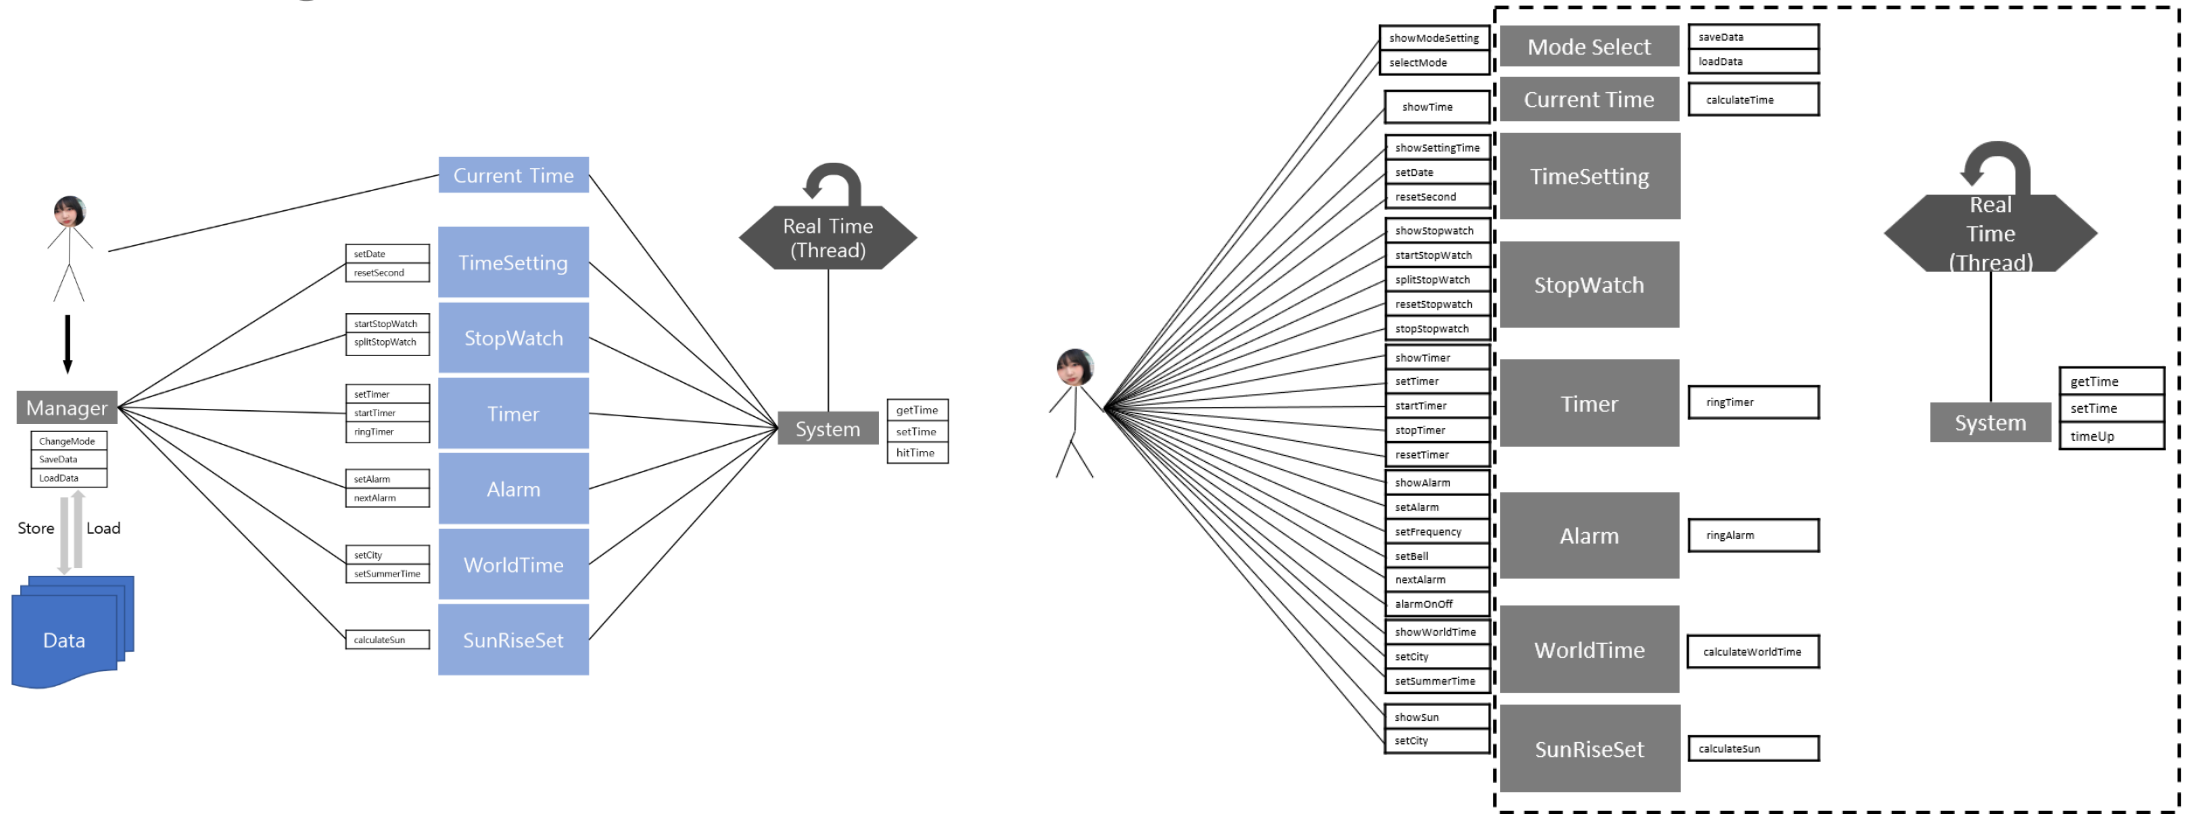 Current Time
Real Time
(Thread)
setDate
resetSecond
TimeSetting
startStopWatch
splitStopWatch
StopWatch
setTimer
startTimer
ringTimer
Timer
Manager
ChangeMode
SaveData
LoadData
System
getTime
setTime
hitTime
setAlarm
nextAlarm
Alarm
Store
Load
setCity
setSummerTime
WorldTime
Data
calculateSun
SunRiseSet
showModeSetting
selectMode
Mode Select
saveData
loadData
showTime
Current Time
calculateTime
showSettingTime
setDate
resetSecond
TimeSetting
showStopwatch
startStopWatch
splitStopWatch
resetStopwatch
stopStopwatch
StopWatch
showTimer
setTimer
startTimer
stopTimer
resetTimer
Timer
ringTimer
showAlarm
setAlarm
setFrequency
setBell
nextAlarm
alarmOnOff
Alarm
ringAlarm
showWorldTime
setCity
setSummerTime
WorldTime
calculateWorldTime
showSun
setCity
SunRiseSet
calculateSun
Real
Time
(Thread)
System
getTime
setTime
timeUp